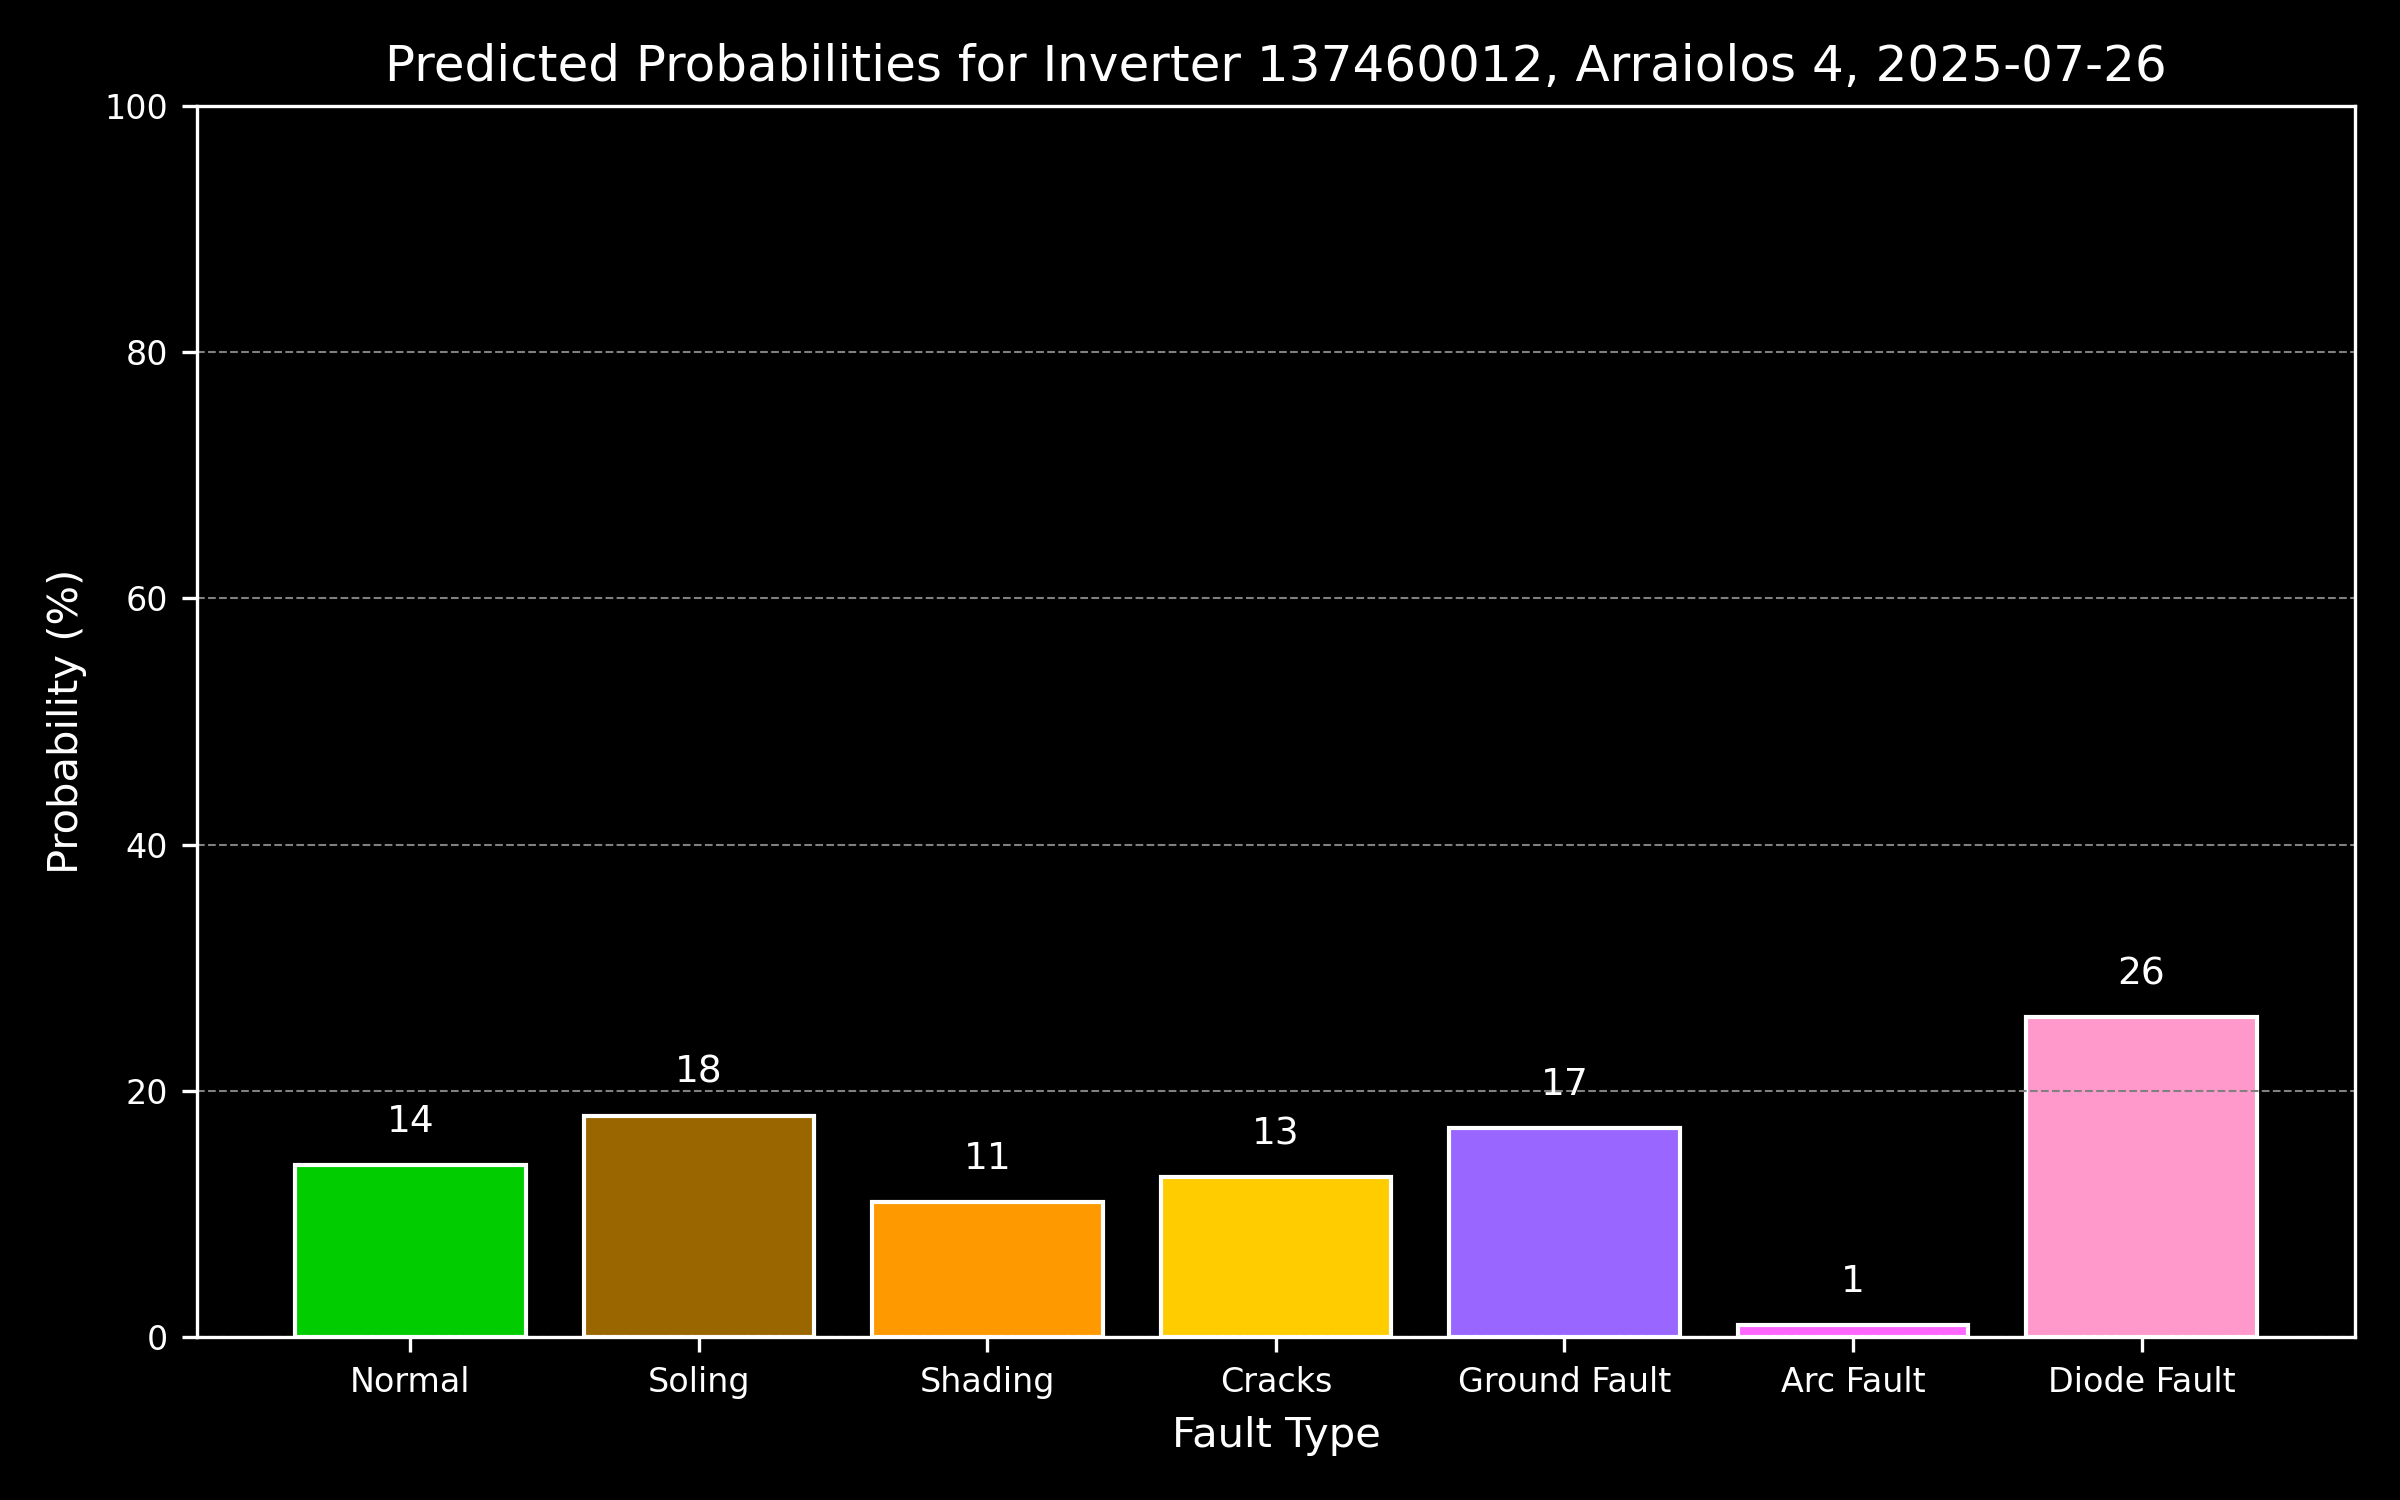 Predicted Probabilities for Inverter 137460012, Arraiolos 4, 2025-07-26
Probability (%)
100
80
60
40
20
0
14
18
11
13
17
1
26
Normal
Soling
Shading
Cracks
Ground Fault
Arc Fault
Diode Fault
Fault Type